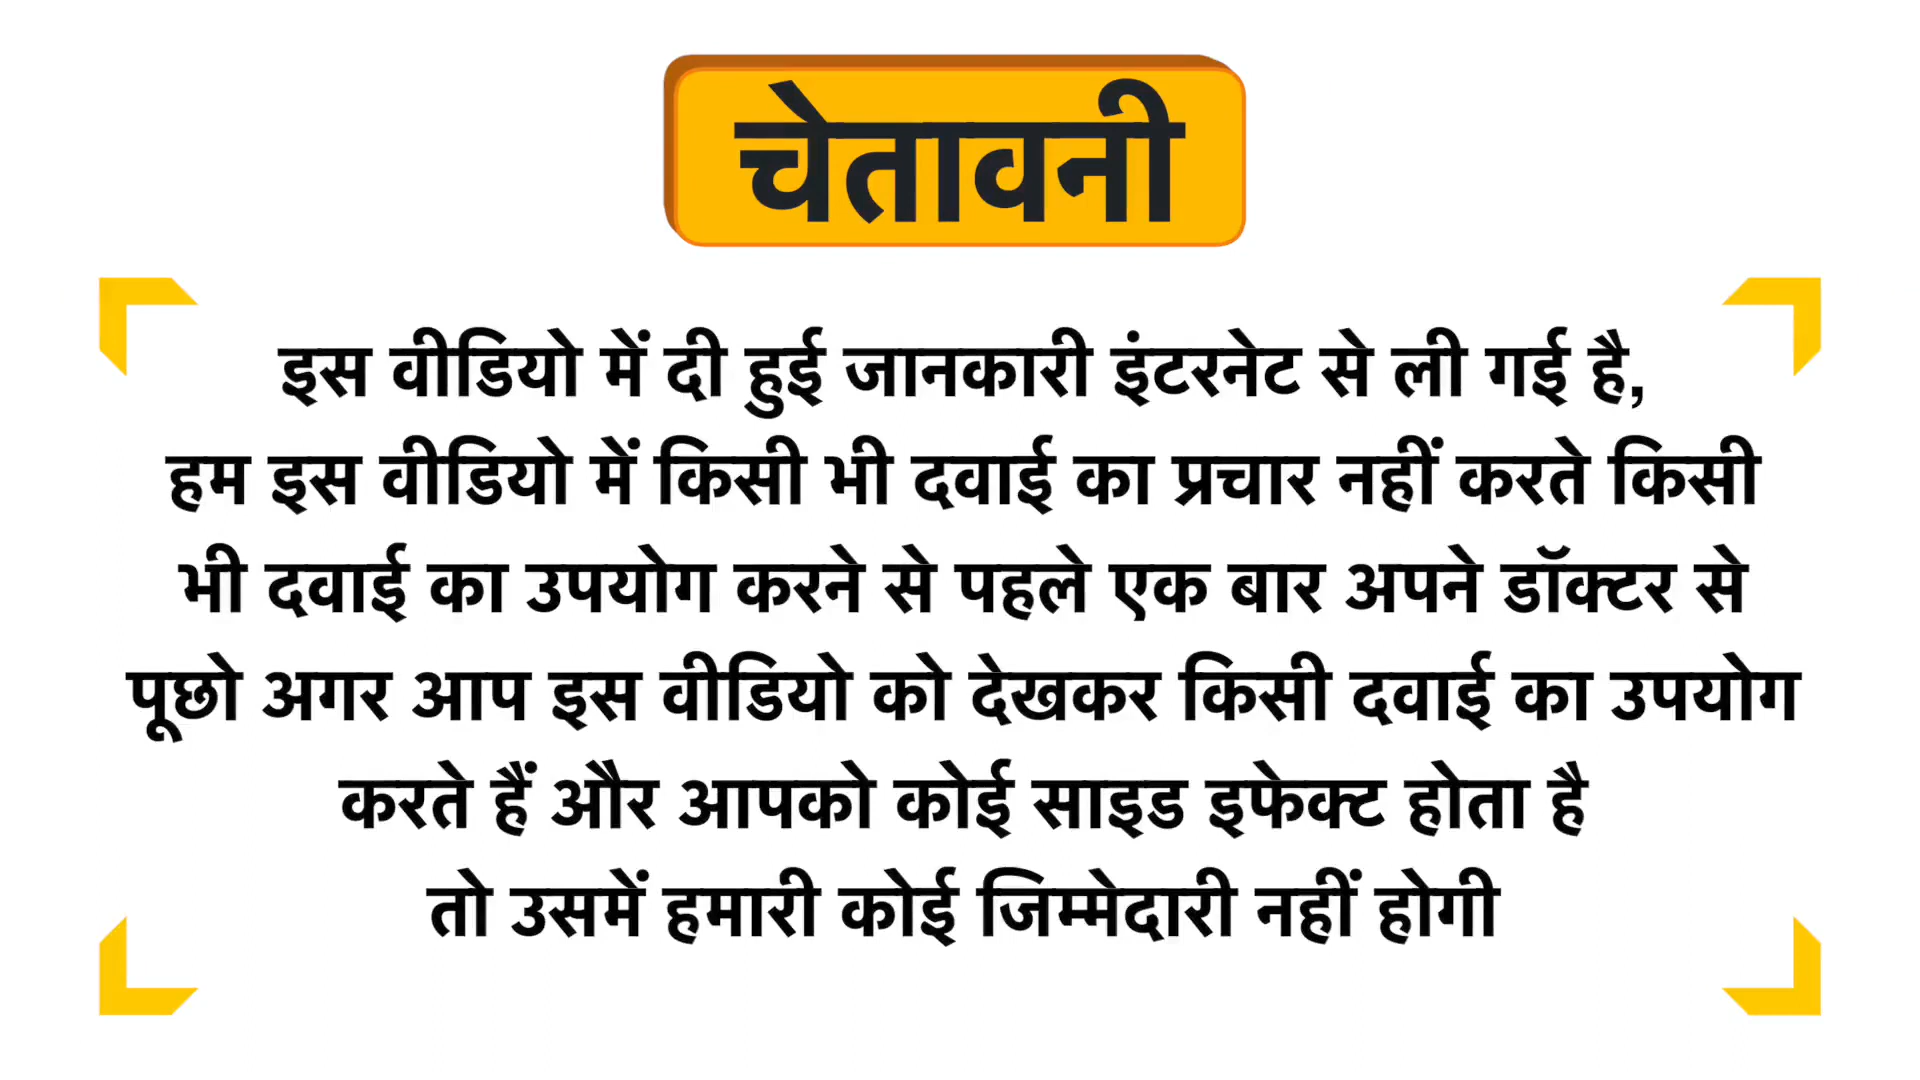 चेतावनी
इस वीडियो में दी हुई जानकारी इंटरनेट से ली गई है,
हम इस वीडियो में किसी भी दवाई का प्रचार नहीं करते किसी
भी दवाई का उपयोग करने से पहले एक बार अपने डॉक्टर से
पूछो अगर आप इस वीडियो को देखकर किसी दवाई का उपयोग
करते हैं और आपको कोई साइड इफेक्ट होता है
तो उसमें हमारी कोई जिम्मेदारी नहीं होगी